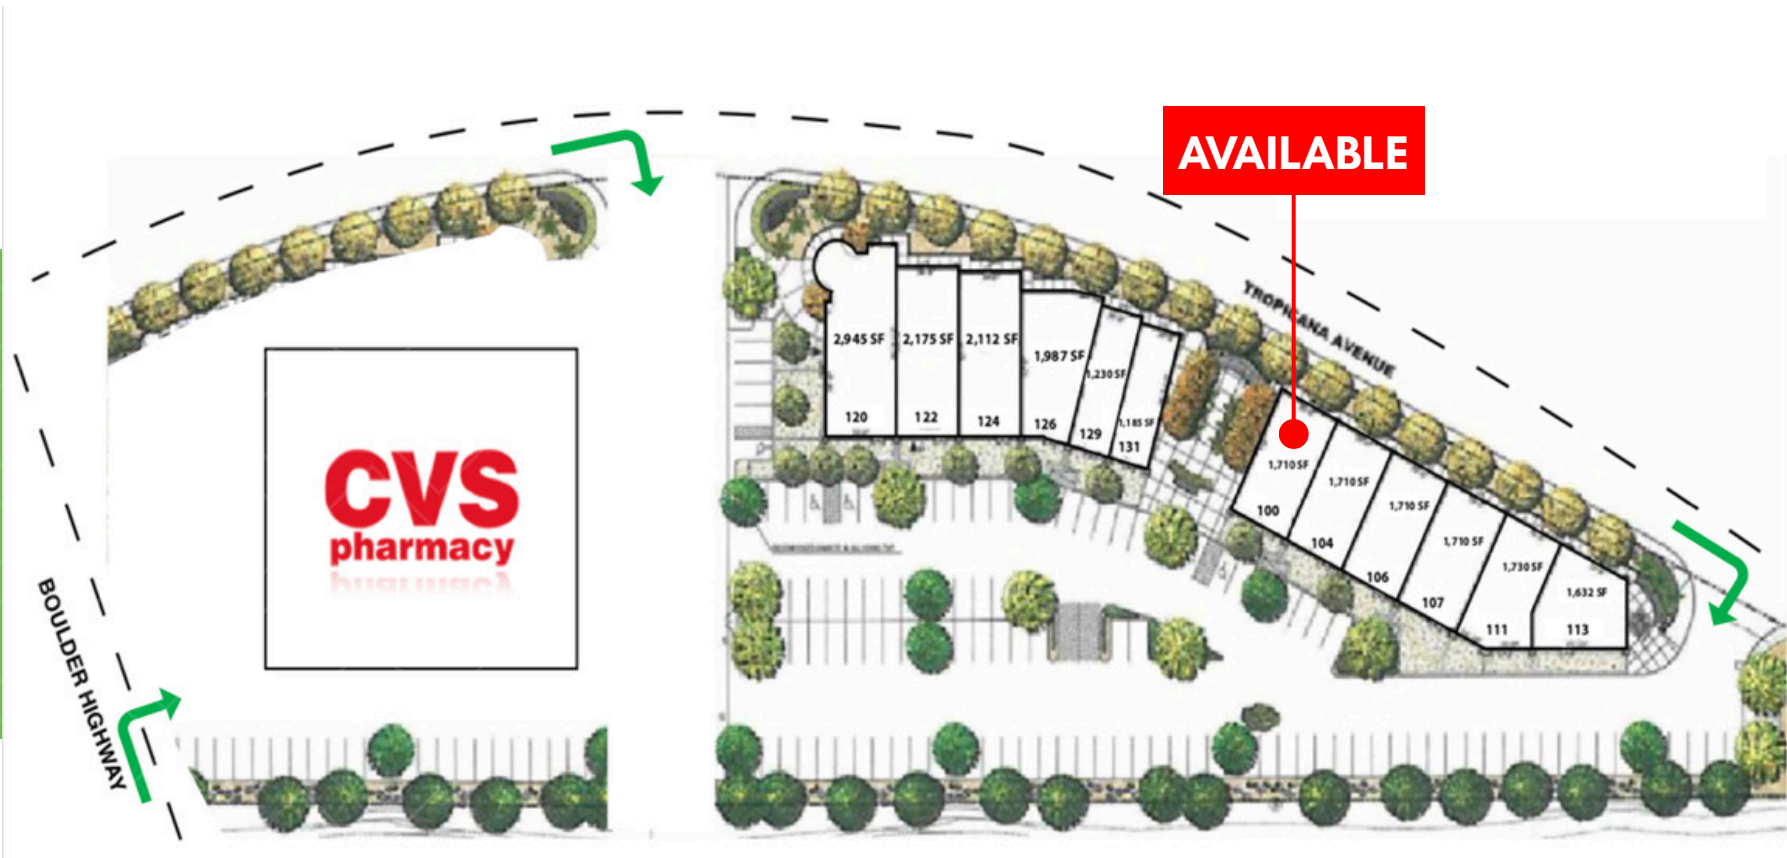 AVAILABLE
TROPICANA AVENUE
2,945 SF
2,175 SF
2,112 SF
1,987 SF
1,230 SF
1,185 SF
120
122
124
126
129
131
1,710 SF
1,710 SF
1,710 SF
1,710 SF
1,730 SF
1,632 SF
100
104
106
107
111
113
CVS
pharmacy
BOULDER HIGHWAY